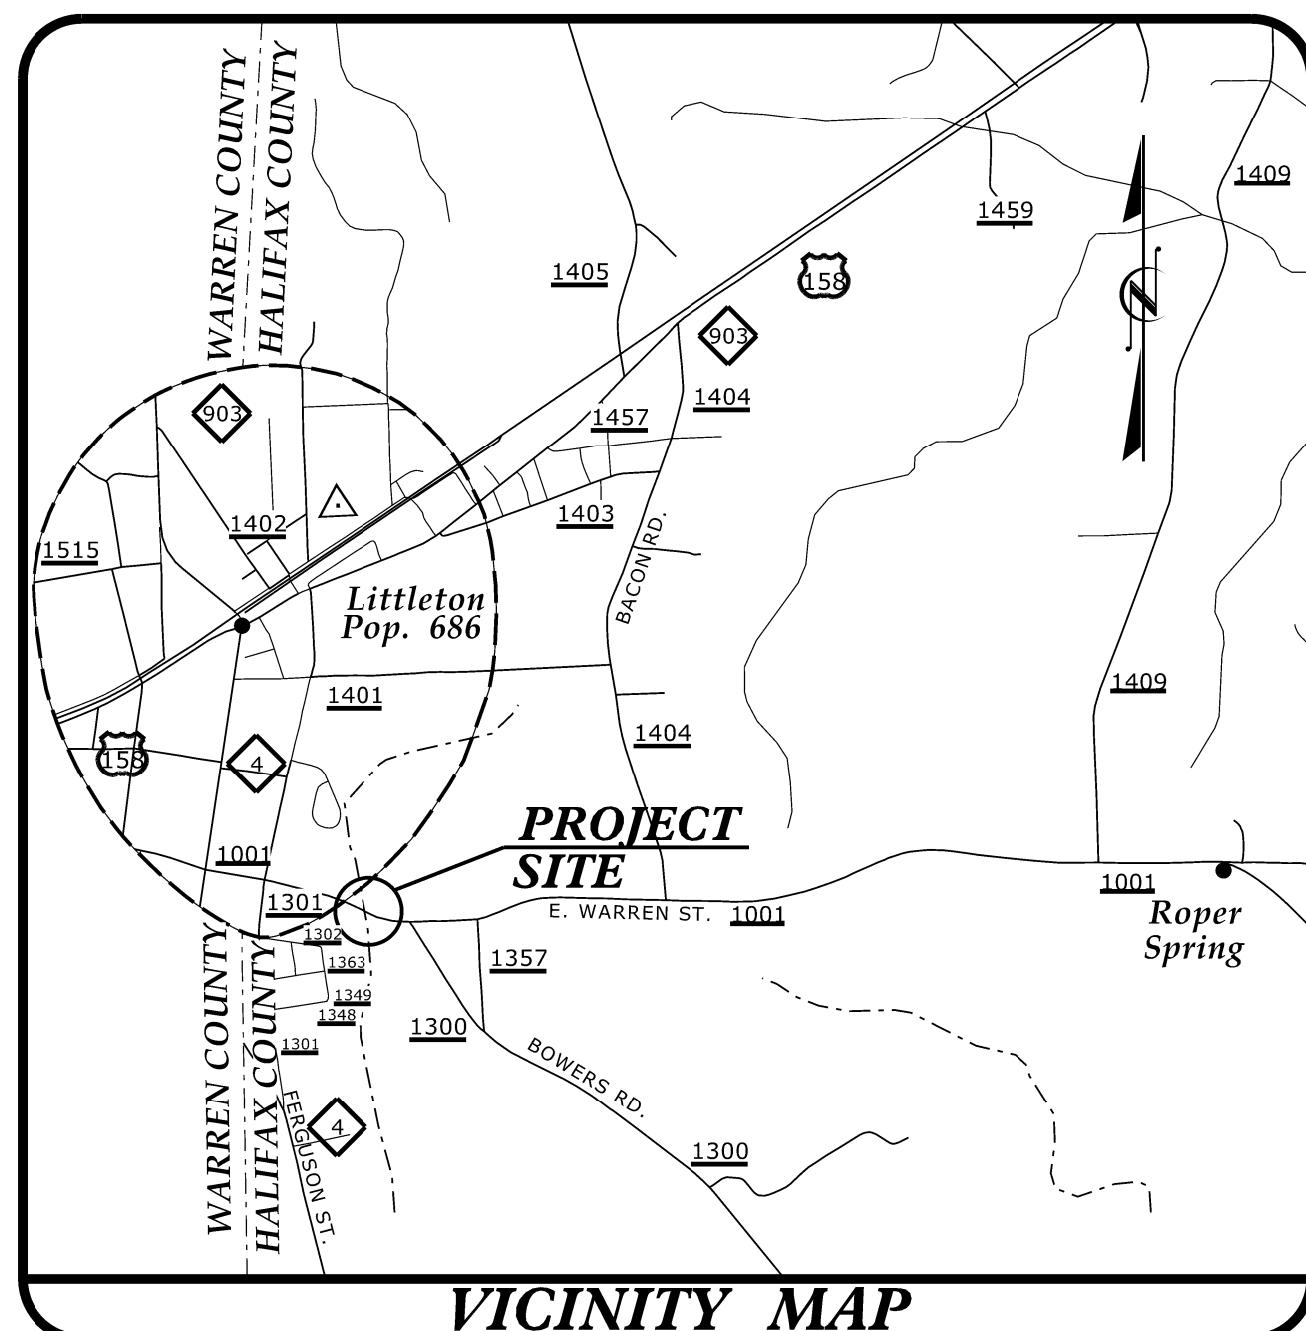 WARREN COUNTY
HALIFAX COUNTY
1409
1459
1405
158
903
1404
903
1457
1402
1403
1515
BACON RD.
Littleton
Pop. 686
1401
1409
1404
158
4
PROJECT
SITE
1001
1001
1301
E. WARREN ST.
1001
Roper
Spring
1302
1363
1357
1349
1348
1300
1301
WARREN COUNTY
HALIFAX COUNTY
BOWERS RD.
FERGUSON ST.
4
1300
N
VICINITY MAP